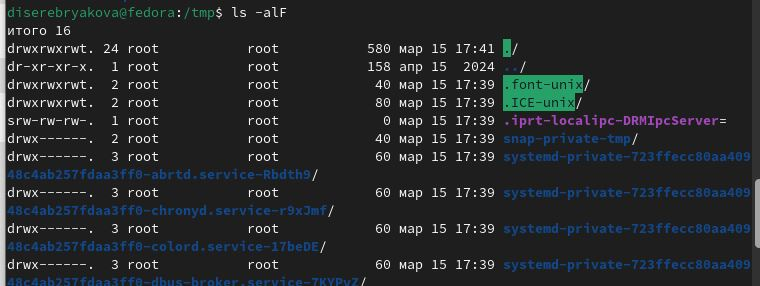 diserebryakova@fedora:/tmp$ ls -alF
итого 16
drwxrwxrwt. 24 root root 580 мар 15 17:41 ./
dr-xr-xr-x. 1 root root 158 апр 15 2024 ../
drwxrwxrwt. 2 root root 40 мар 15 17:39 .font-unix/
drwxrwxrwt. 2 root root 80 мар 15 17:39 .ICE-unix/
srw-rw-rw-. 1 root root 0 мар 15 17:39 .iprt-localipc-DRMIpcServer=
drwx------. 2 root root 40 мар 15 17:39 snap-private-tmp/
drwx------. 3 root root 60 мар 15 17:39 systemd-private-723ffecc80aa409
48c4ab257fdaa3ff0-abrtd.service-Rbdth9/
drwx------. 3 root root 60 мар 15 17:39 systemd-private-723ffecc80aa409
48c4ab257fdaa3ff0-chronyd.service-r9xJmf/
drwx------. 3 root root 60 мар 15 17:39 systemd-private-723ffecc80aa409
48c4ab257fdaa3ff0-colord.service-17beDE/
drwx------. 3 root root 60 мар 15 17:39 systemd-private-723ffecc80aa409
48c4ab257fdaa3ff0-dbus-broker.service-7KYPvZ/